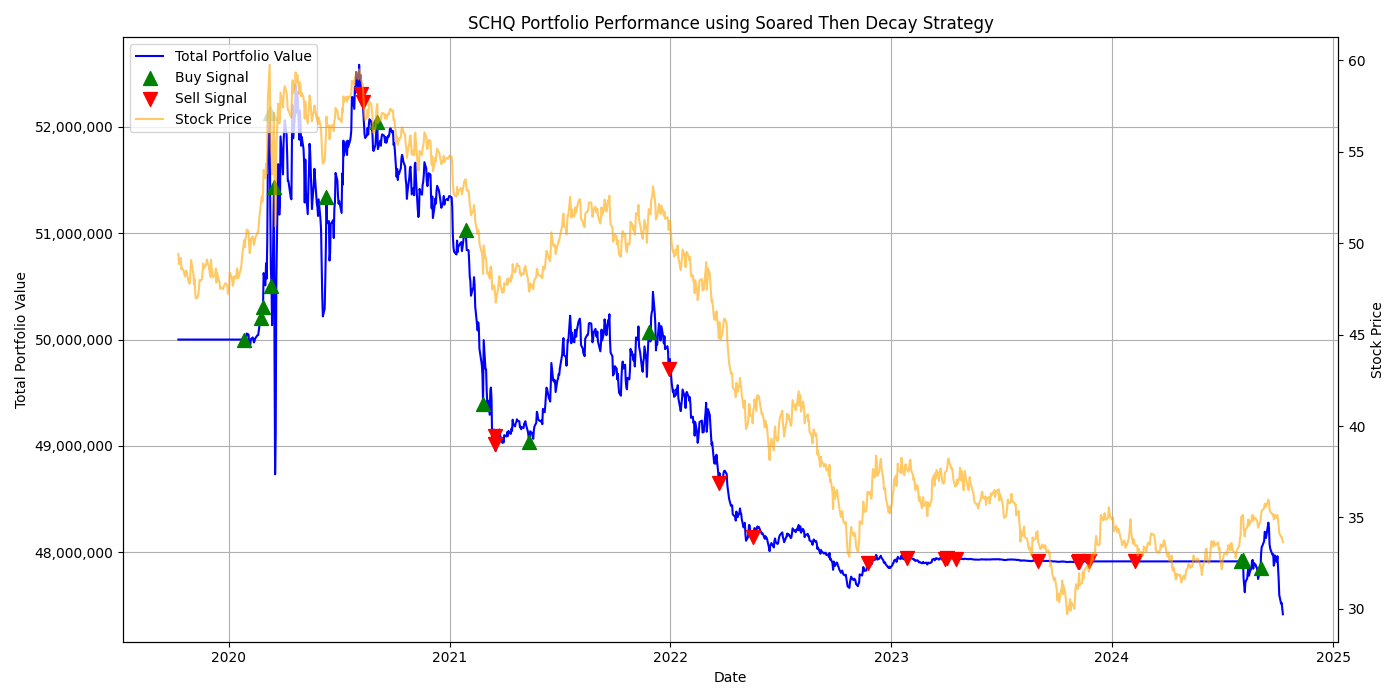 SCHQ Portfolio Performance using Soared Then Decay Strategy
Total Portfolio Value
Buy Signal
Sell Signal
Stock Price
Total Portfolio Value
52,000,000
51,000,000
50,000,000
49,000,000
48,000,000
60
55
50
45
40
35
30
Stock Price
2020
2021
2022
2023
2024
2025
Date